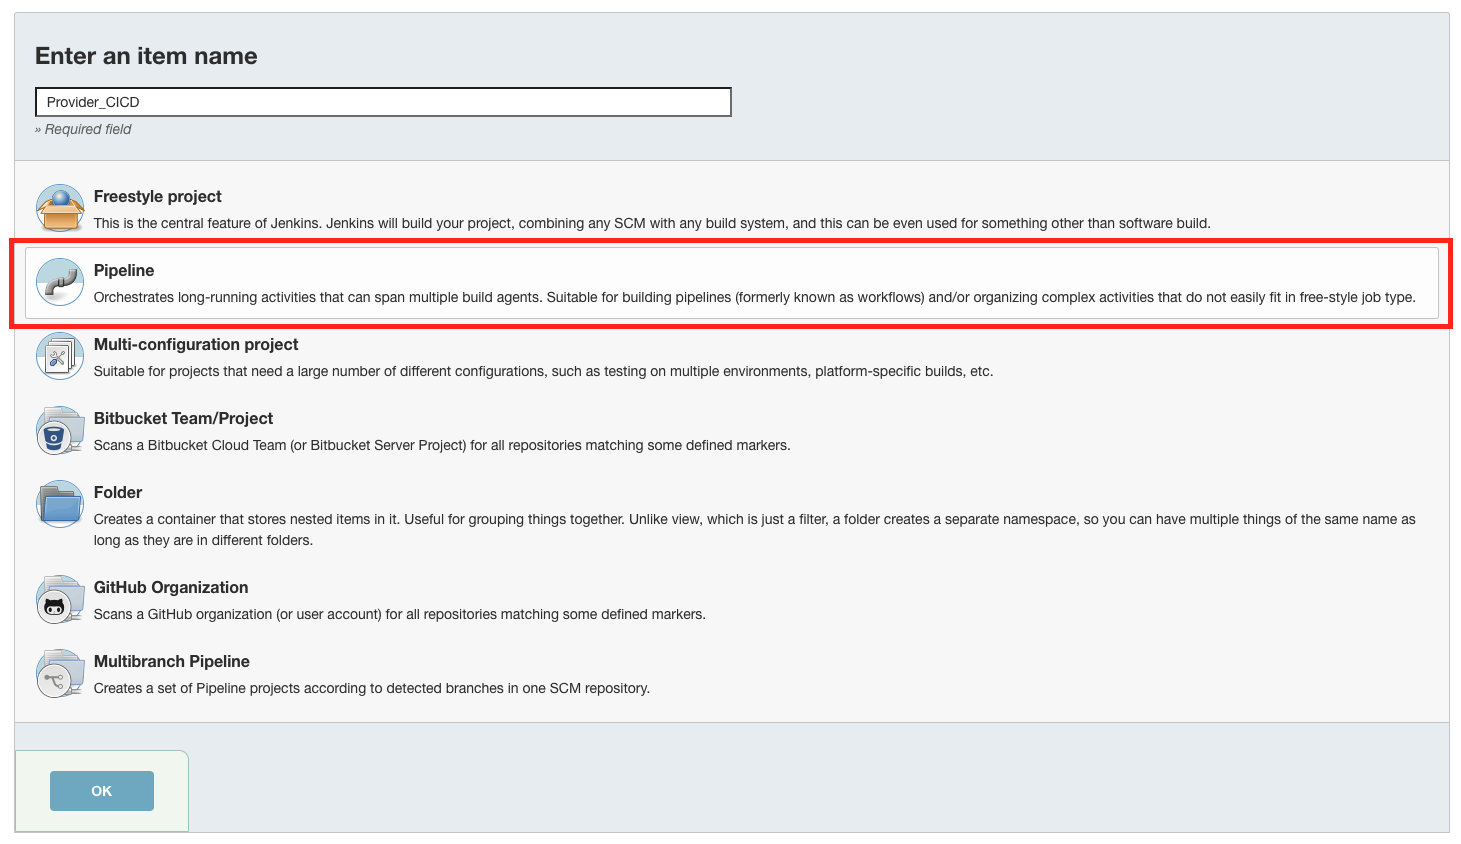 Enter an item name
Provider_CICD
» Required field
Freestyle project
This is the central feature of Jenkins. Jenkins will build your project, combining any SCM with any build system, and this can be even used for something other than software build.
Pipeline
Orchestrates long-running activities that can span multiple build agents. Suitable for building pipelines (formerly known as workflows) and/or organizing complex activities that do not easily fit in free-style job type.
Multi-configuration project
Suitable for projects that need a large number of different configurations, such as testing on multiple environments, platform-specific builds, etc.
Bitbucket Team/Project
Scans a Bitbucket Cloud Team (or Bitbucket Server Project) for all repositories matching some defined markers.
Folder
Creates a container that stores nested items in it. Useful for grouping things together. Unlike view, which is just a filter, a folder creates a separate namespace, so you can have multiple things of the same name as
long as they are in different folders.
GitHub Organization
Scans a GitHub organization (or user account) for all repositories matching some defined markers.
Multibranch Pipeline
Creates a set of Pipeline projects according to detected branches in one SCM repository.
OK